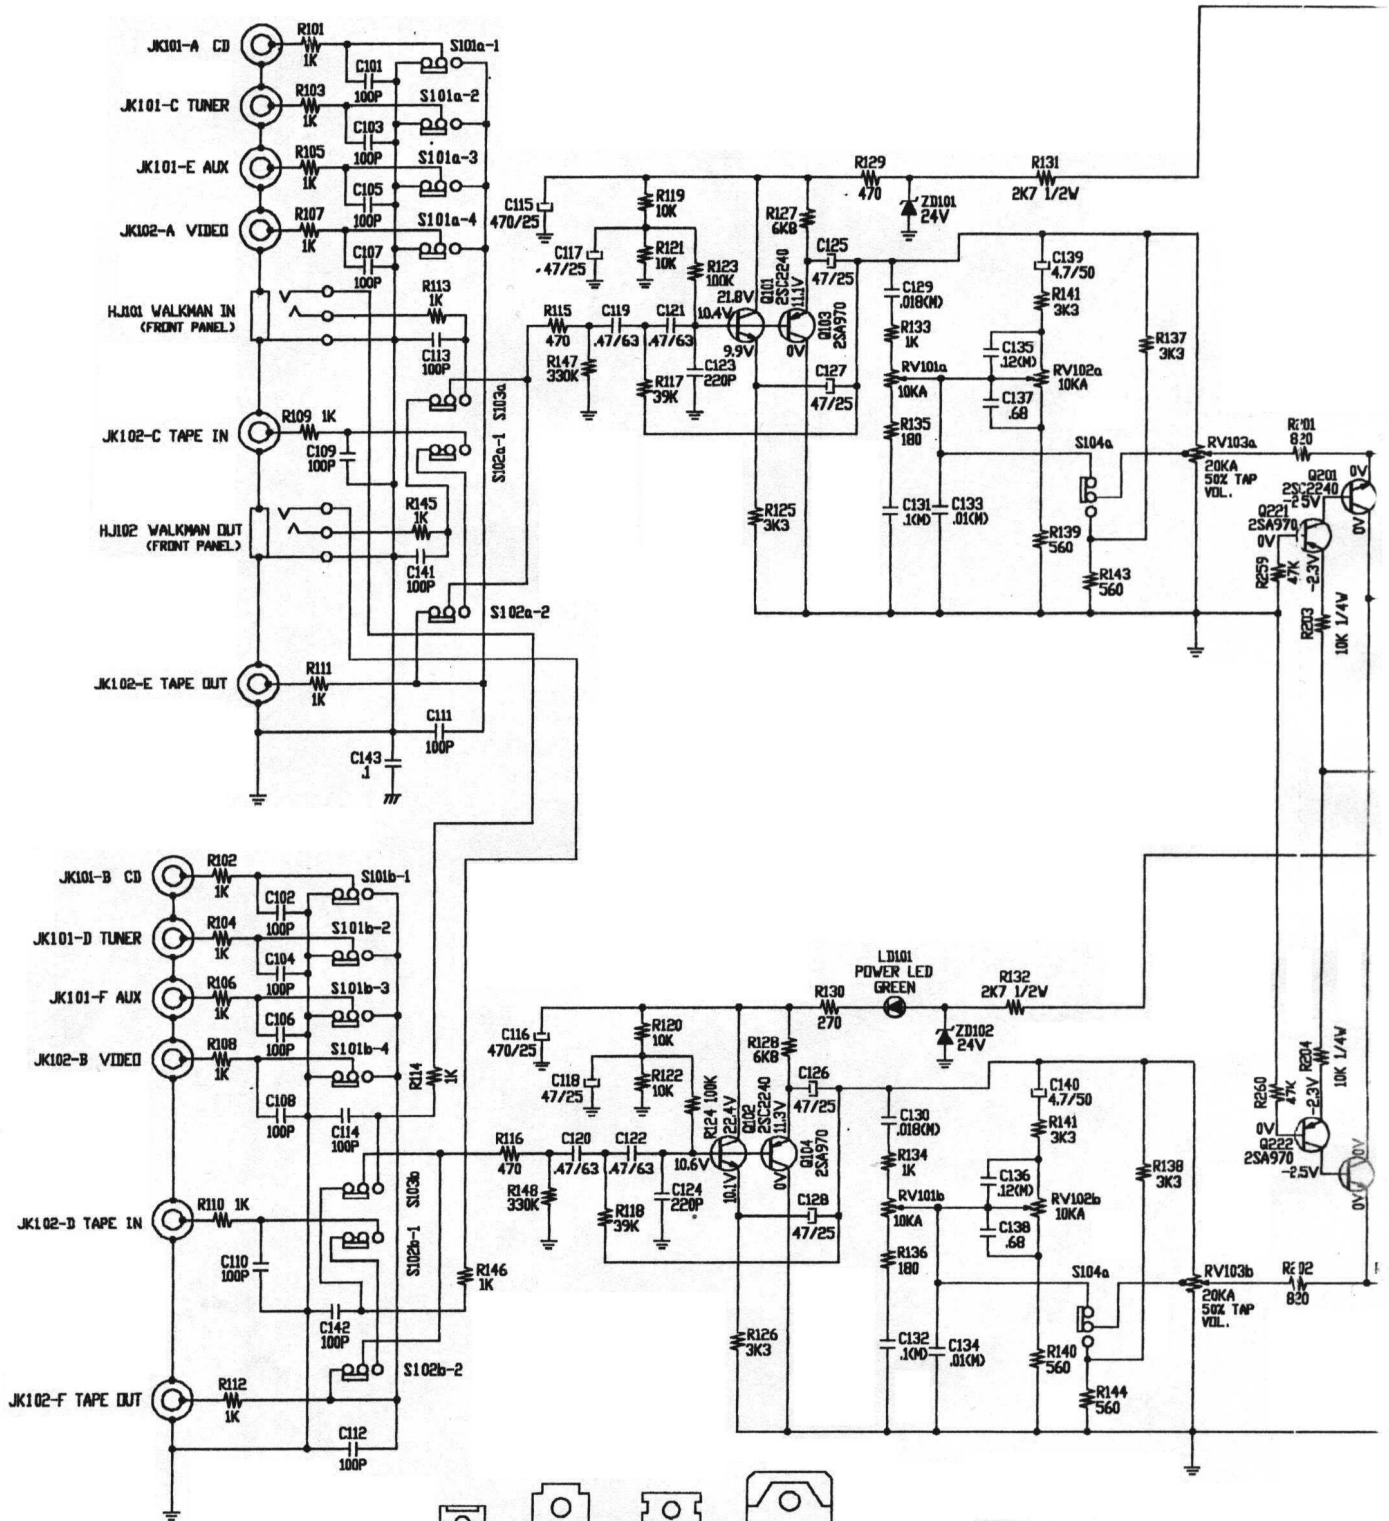 JK101-A CD
R101
1K
C101
100P
S101a-1
JK101-C TUNER
R103
1K
C103
100P
S101a-2
JK101-E AUX
R105
1K
C105
100P
S101a-3
JK102-A VIDEO
R107
1K
C107
100P
S101a-4
HJ101 WALKMAN IN
(FRONT PANEL)
R113
1K
C113
100P
S103a
JK102-C TAPE IN
R109 1K
C109
100P
S102a-1
HJ102 WALKMAN OUT
(FRONT PANEL)
R145
1K
C141
100P
S102a-2
JK102-E TAPE OUT
R111
1K
C111
100P
C143
.1
C115
470/25
C117
.47/25
R119
10K
R121
10K
R123
100K
R115
470
R147
330K
C119
.47/63
C121
.47/63
R117
39K
C123
220P
21.8V
10.4V
9.9V
Q101
2SC2240
11.1V
0V
Q103
2SA970
R127
6K8
C125
47/25
C127
47/25
R125
3K3
R129
470
ZD101
24V
R131
2K7 1/2W
C129
.018(M)
R133
1K
RV101a
10KA
R135
180
C131
.1(M)
C133
.01(M)
C139
4.7/50
R141
3K3
C135
.12(M)
C137
.68
RV102a
10KA
R139
560
R137
3K3
S104a
R143
560
RV103a
20KA
50% TAP
VOL.
R201
820
Q201
2SC2240
-2.5V
0V
0V
Q221
2SA970
0V
R259
47K
-2.3V
R203
10K 1/4W
JK101-B CD
R102
1K
C102
100P
S101b-1
JK101-D TUNER
R104
1K
C104
100P
S101b-2
JK101-F AUX
R106
1K
C106
100P
S101b-3
JK102-B VIDEO
R108
1K
C108
100P
S101b-4
C114
100P
R114
1K
JK102-D TAPE IN
R110 1K
C110
100P
S103b
S102b-1
C142
100P
R146
1K
S102b-2
JK102-F TAPE OUT
R112
1K
C112
100P
C116
470/25
C118
47/25
R120
10K
R122
10K
R124 100K
R116
470
R148
330K
C120
.47/63
C122
.47/63
R118
39K
C124
220P
22.4V
10.6V
10.1V
Q102
2SC2240
11.3V
0V
Q104
2SA970
R128
6K8
C126
47/25
C128
47/25
R126
3K3
R130
270
LD101
POWER LED
GREEN
ZD102
24V
R132
2K7 1/2W
C130
.018(M)
R134
1K
RV101b
10KA
R136
180
C132
.1(M)
C134
.01(M)
C140
4.7/50
R141
3K3
C136
.12(M)
C138
.68
RV102b
10KA
R140
560
R138
3K3
S104a
R144
560
RV103b
20KA
50% TAP
VOL.
R202
820
R204
10K 1/4W
R260
47K
-2.3V
0V
Q222
2SA970
-2.5V
0V
0V